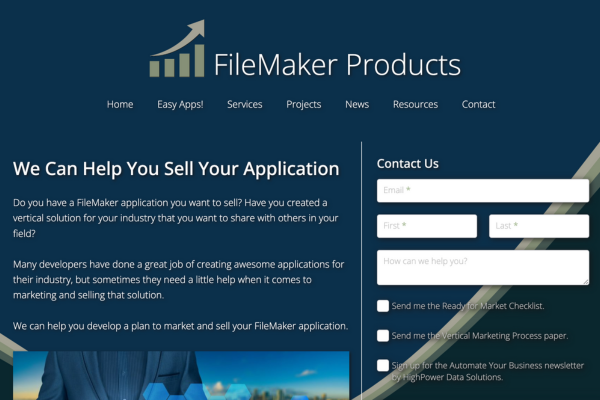 FileMaker Products
Home Easy Apps! Services Projects News Resources Contact
We Can Help You Sell Your Application
Do you have a FileMaker application you want to sell? Have you created a
vertical solution for your industry that you want to share with others in your
field?
Many developers have done a great job of creating awesome applications for
their industry, but sometimes they need a little help when it comes to
marketing and selling that solution.
We can help you develop a plan to market and sell your FileMaker application.
Contact Us
Email *
First * Last *
How can we help you?
Send me the Ready for Market Checklist.
Send me the Vertical Marketing Process paper.
Sign up for the Automate Your Business newsletter
by HighPower Data Solutions.